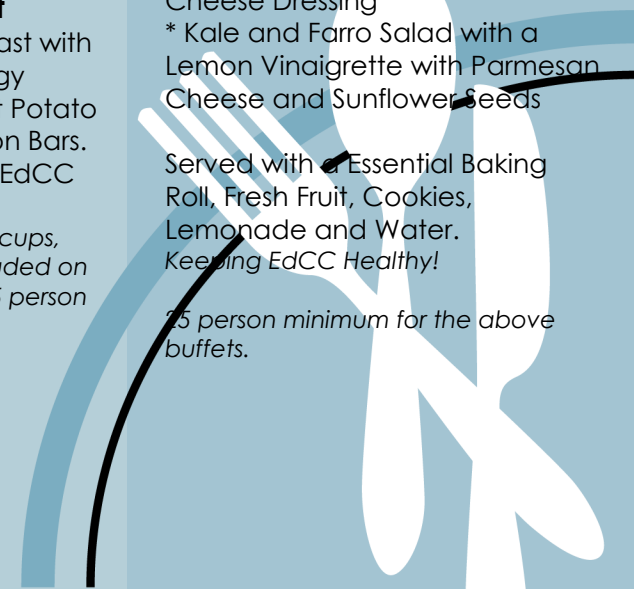 t
ast with
gy
t Potato
on Bars.
EdCC
cups,
uded on
5 person
Cheese Dressing
* Kale and Farro Salad with a
Lemon Vinaigrette with Parmesan
Cheese and Sunflower Seeds
Served with a Essential Baking
Roll, Fresh Fruit, Cookies,
Lemonade and Water.
Keeping EdCC Healthy!
25 person minimum for the above
buffets.